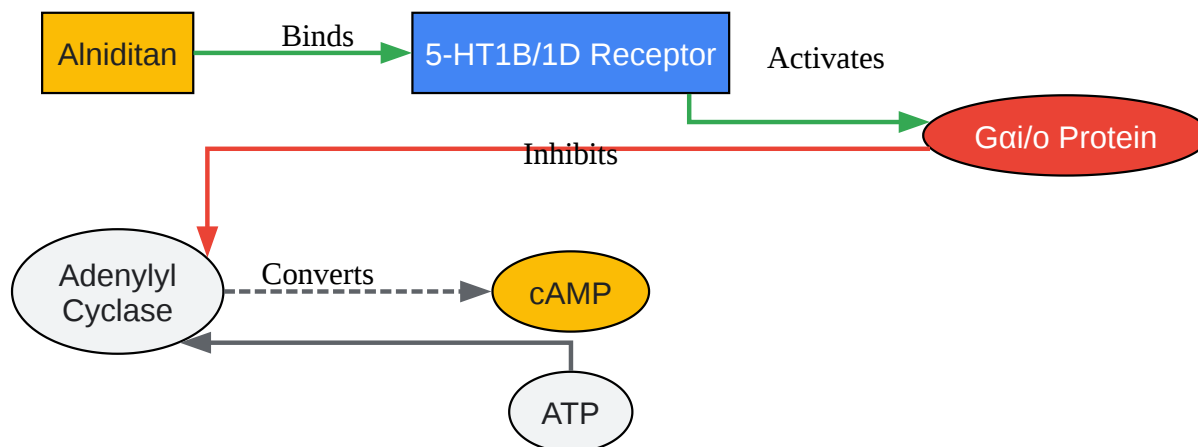 Alniditan
Binds
5-HT1B/1D Receptor
Activates
Gαi/o Protein
Inhibits
Adenylyl
Cyclase
Converts
cAMP
ATP